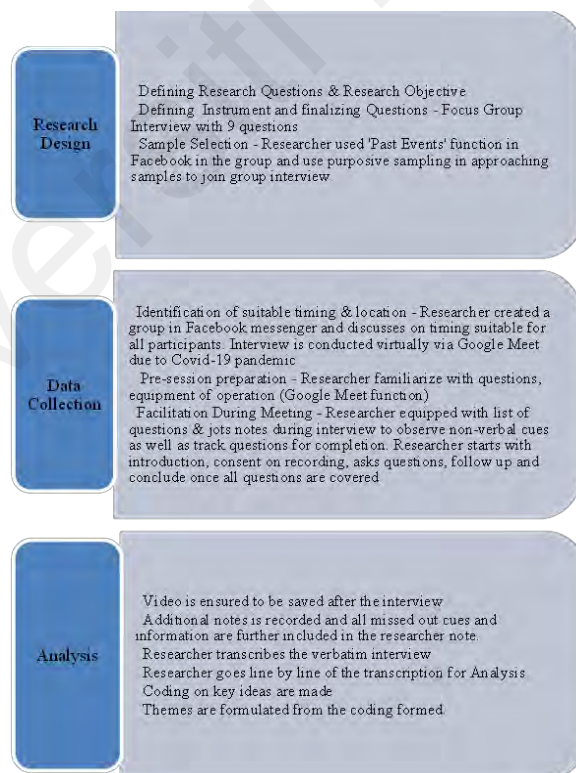 Research
Design
Defining Research Questions & Research Objective
Defining Instrument and finalizing Questions - Focus Group
Interview with 9 questions
Sample Selection - Researcher used 'Past Events' function in
Facebook in the group and use purposive sampling in approaching
samples to join group interview
Data
Collection
Identification of suitable timing & location - Researcher created a
group in Facebook messenger and discusses on timing suitable for
all participants. Interview is conducted virtually via Google Meet
due to Covid-19 pandemic
Pre-session preparation - Researcher familiarize with questions,
equipment of operation (Google Meet function)
Facilitation During Meeting - Researcher equipped with list of
questions & jots notes during interview to observe non-verbal cues
as well as track questions for completion. Researcher starts with
introduction, consent on recording, asks questions, follow up and
conclude once all questions are covered
Analysis
Video is ensured to be saved after the interview
Additional notes is recorded and all missed out cues and
information are further included in the researcher note.
Researcher transcribes the verbatim interview
Researcher goes line by line of the transcription for Analysis
Coding on key ideas are made
Themes are formulated from the coding formed